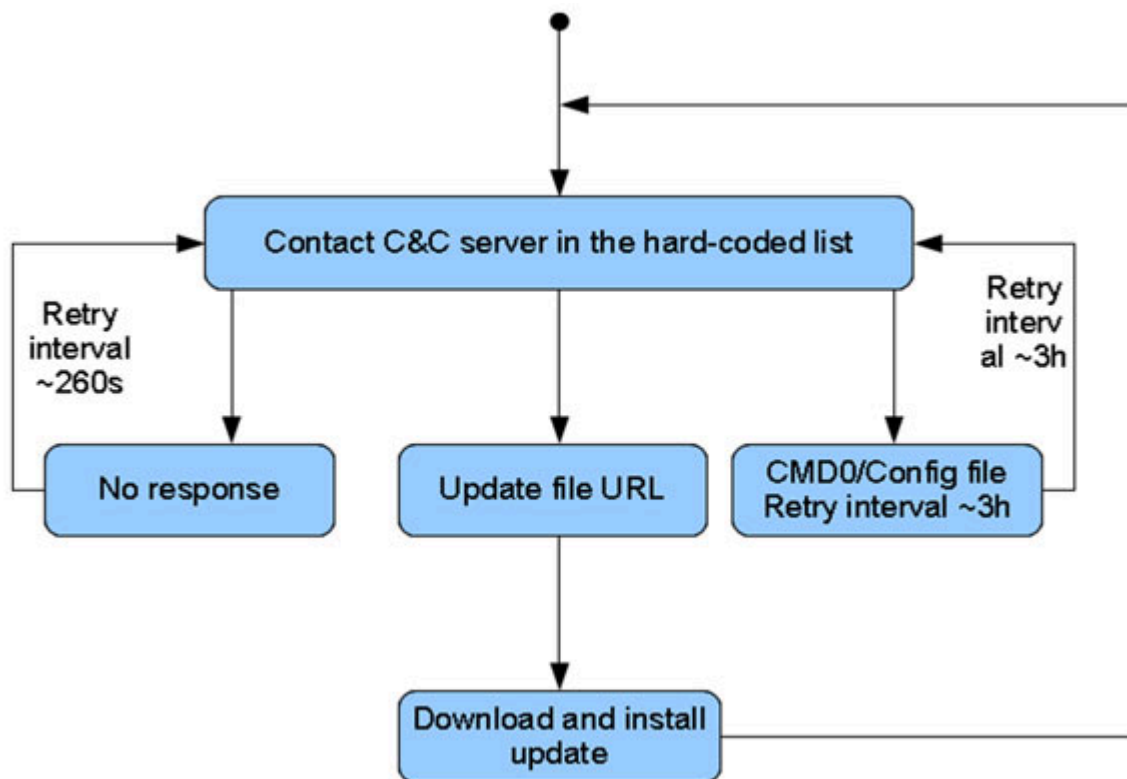 Contact C&C server in the hard-coded list
Retry
interval
~260s
Retry
interv
al ~3h
No response
Update file URL
CMD0/Config file
Retry interval ~3h
Download and install
update